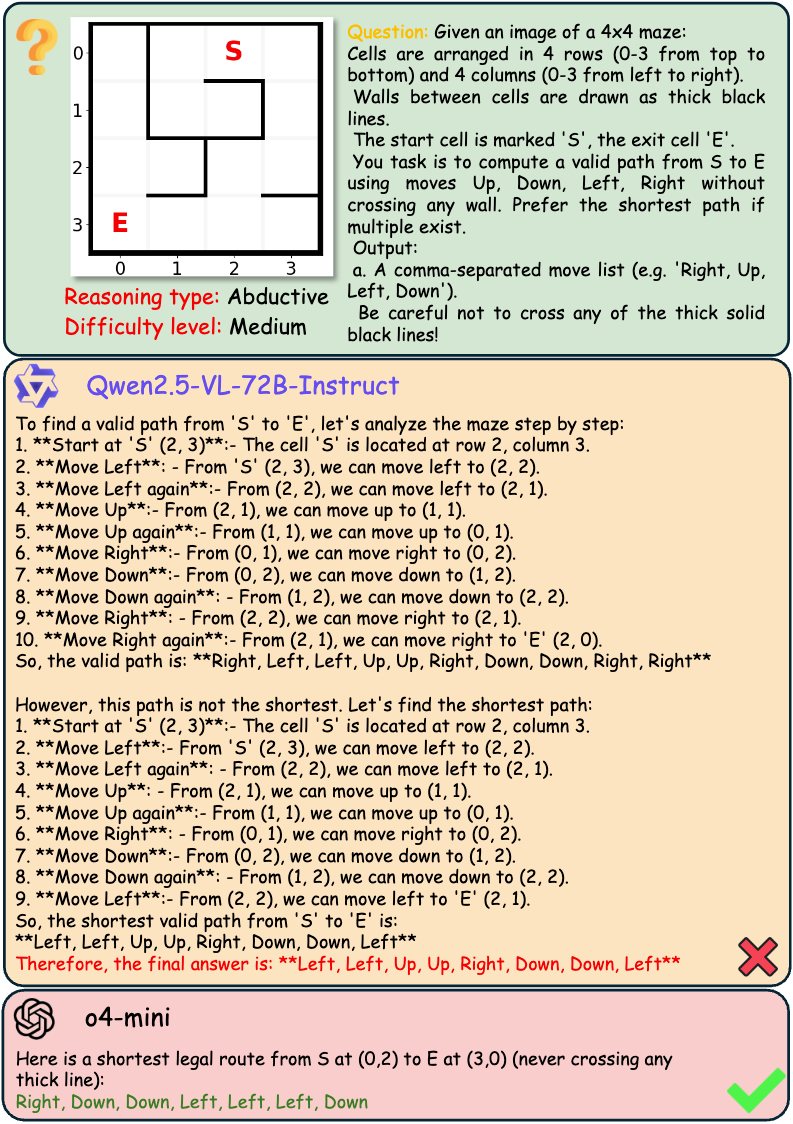 0
S
1
2
3
E
0 1 2 3
Reasoning type: Abductive
Difficulty level: Medium
Question: Given an image of a 4x4 maze:
Cells are arranged in 4 rows (0-3 from top to
bottom) and 4 columns (0-3 from left to right).
Walls between cells are drawn as thick black
lines.
The start cell is marked 'S', the exit cell 'E'.
You task is to compute a valid path from S to E
using moves Up, Down, Left, Right without
crossing any wall. Prefer the shortest path if
multiple exist.
Output:
a. A comma-separated move list (e.g. 'Right, Up,
Left, Down').
Be careful not to cross any of the thick solid
black lines!
Qwen2.5-VL-72B-Instruct
To find a valid path from 'S' to 'E', let's analyze the maze step by step:
1. **Start at 'S' (2, 3)**:- The cell 'S' is located at row 2, column 3.
2. **Move Left**: - From 'S' (2, 3), we can move left to (2, 2).
3. **Move Left again**:- From (2, 2), we can move left to (2, 1).
4. **Move Up**:- From (2, 1), we can move up to (1, 1).
5. **Move Up again**:- From (1, 1), we can move up to (0, 1).
6. **Move Right**:- From (0, 1), we can move right to (0, 2).
7. **Move Down**:- From (0, 2), we can move down to (1, 2).
8. **Move Down again**: - From (1, 2), we can move down to (2, 2).
9. **Move Right**: - From (2, 2), we can move right to (2, 1).
10. **Move Right again**:- From (2, 1), we can move right to 'E' (2, 0).
So, the valid path is: **Right, Left, Left, Up, Up, Right, Down, Down, Right, Right**
However, this path is not the shortest. Let's find the shortest path:
1. **Start at 'S' (2, 3)**:- The cell 'S' is located at row 2, column 3.
2. **Move Left**:- From 'S' (2, 3), we can move left to (2, 2).
3. **Move Left again**: - From (2, 2), we can move left to (2, 1).
4. **Move Up**: - From (2, 1), we can move up to (1, 1).
5. **Move Up again**:- From (1, 1), we can move up to (0, 1).
6. **Move Right**: - From (0, 1), we can move right to (0, 2).
7. **Move Down**:- From (0, 2), we can move down to (1, 2).
8. **Move Down again**: - From (1, 2), we can move down to (2, 2).
9. **Move Left**:- From (2, 2), we can move left to 'E' (2, 1).
So, the shortest valid path from 'S' to 'E' is:
**Left, Left, Up, Up, Right, Down, Down, Left**
Therefore, the final answer is: **Left, Left, Up, Up, Right, Down, Down, Left**
o4-mini
Here is a shortest legal route from S at (0,2) to E at (3,0) (never crossing any
thick line):
Right, Down, Down, Left, Left, Left, Down